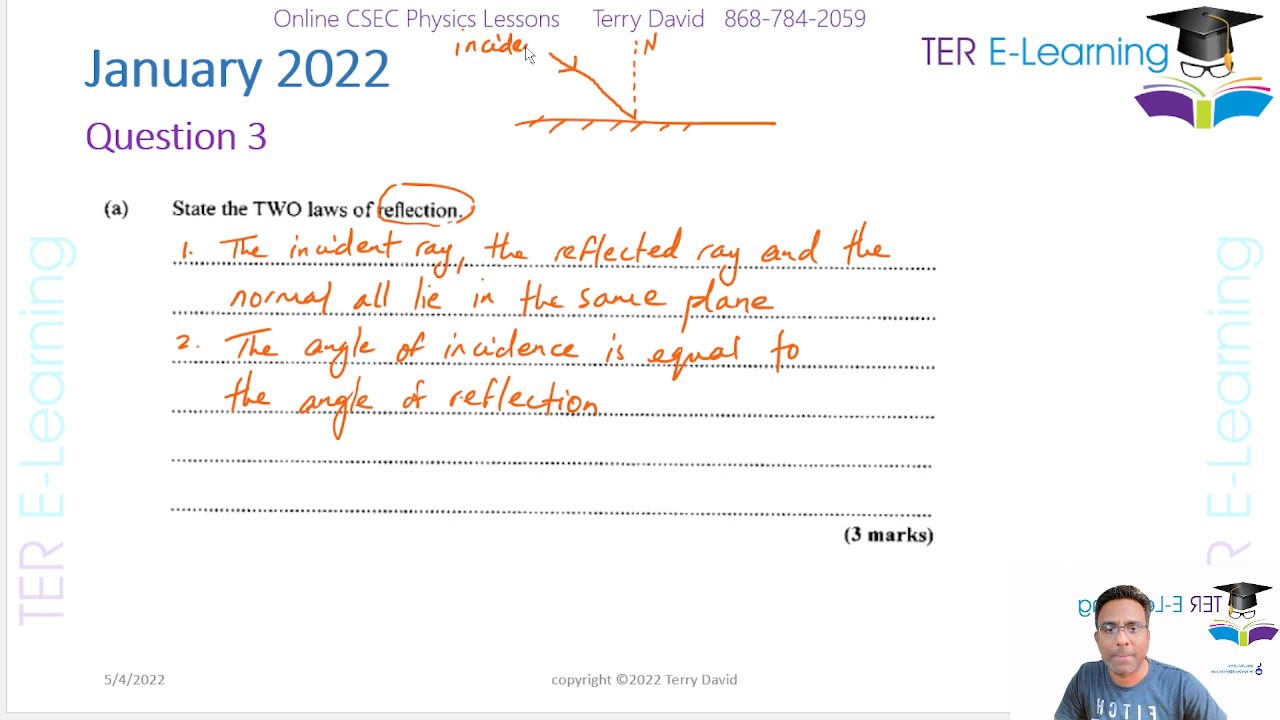 Online CSEC Physics Lessons Terry David 868-784-2059
TER E-Learning
January 2022
Question 3
incide
N
(a) State the TWO laws of reflection.
1. The incident ray, the reflected ray and the
normal all lie in the same plane
2. The angle of incidence is equal to
the angle of reflection
(3 marks)
TER E-Learning
R E-Learning
TER E-L
ng
FITCH
5/4/2022
copyright ©2022 Terry David